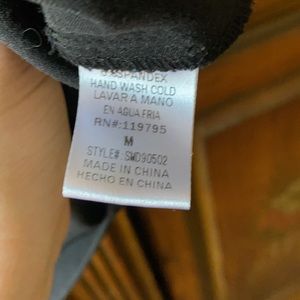 SPANDEX
HAND WASH COLD
LAVAR A MANO
EN AGUA FRIA
RN#:119795
M
STYLE#: SMD90502
MADE IN CHINA
HECHO EN CHINA